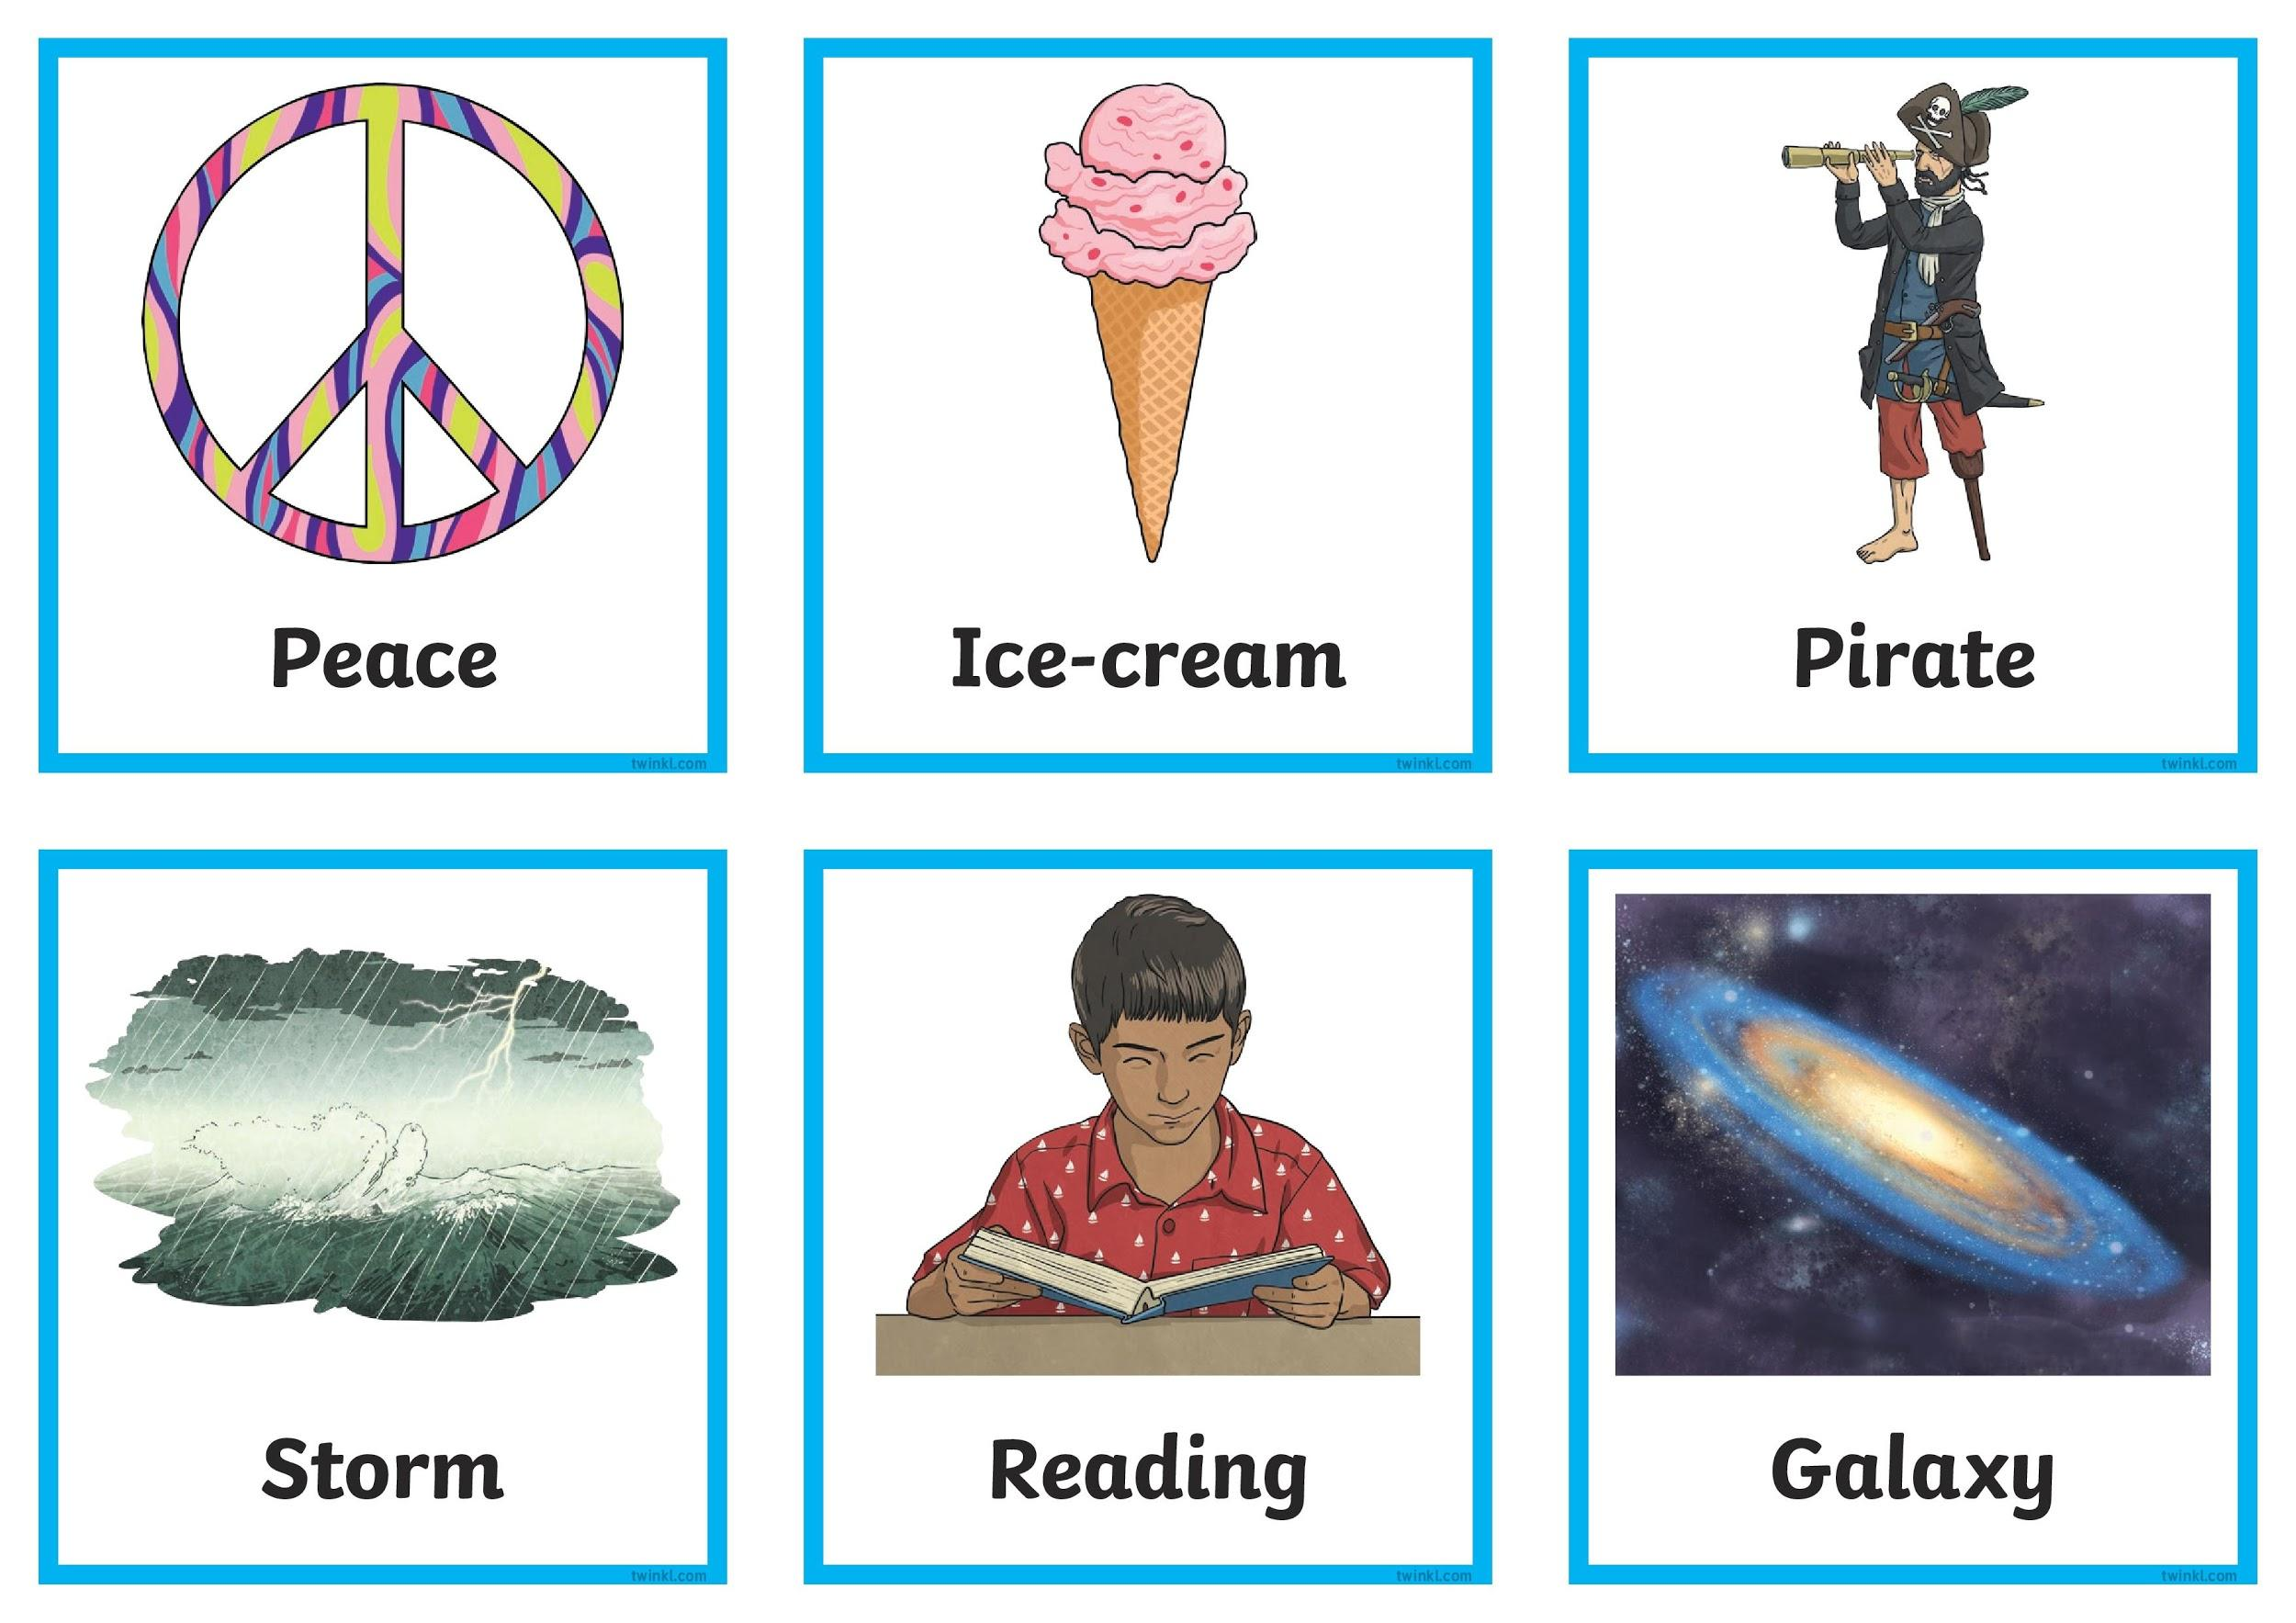 Peace
Ice-cream
Pirate
twinkl.com
twinkl.com
twinkl.com
Storm
Reading
Galaxy
twinkl.com
twinkl.com
twinkl.com